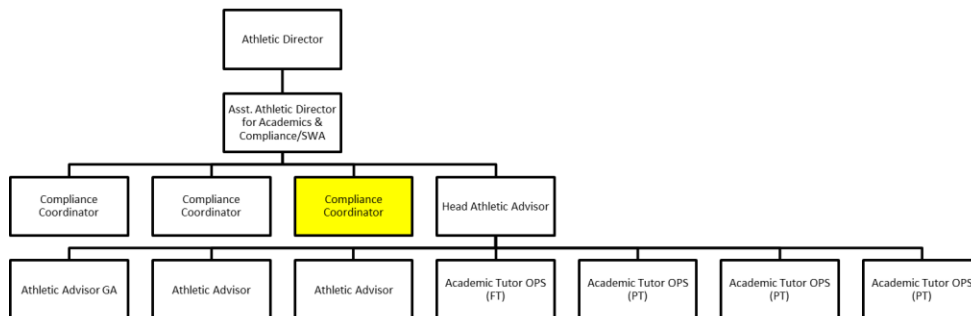 Athletic Director
Asst. Athletic Director
for Academics &
Compliance/SWA
Compliance
Coordinator
Compliance
Coordinator
Compliance
Coordinator
Head Athletic Advisor
Athletic Advisor GA
Athletic Advisor
Athletic Advisor
Academic Tutor OPS
(FT)
Academic Tutor OPS
(PT)
Academic Tutor OPS
(PT)
Academic Tutor OPS
(PT)